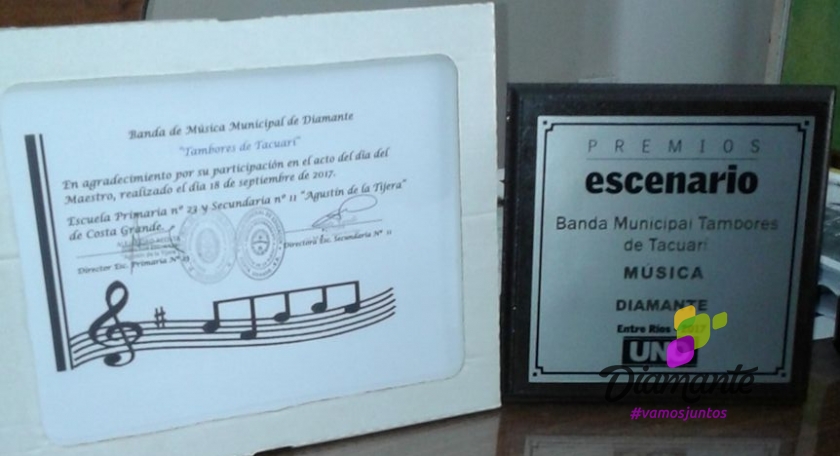 Banda de Música Municipal de Diamante
"Tambores de Tacuarí"
En agradecimiento por su participación en el acto del día del
Maestro, realizado el día 18 de septiembre de 2017.
Escuela Primaria nº 23 y Secundaria nº 11 "Agustín de la Tijera"
de Costa Grande.
Director Esc. Primaria Nº 23
Directora Esc. Secundaria Nº 11
PREMIOS
escenario
Banda Municipal Tambores
de Tacuarí
MÚSICA
DIAMANTE
Entre Ríos - 2017
UNO
Diamante
#vamosjuntos